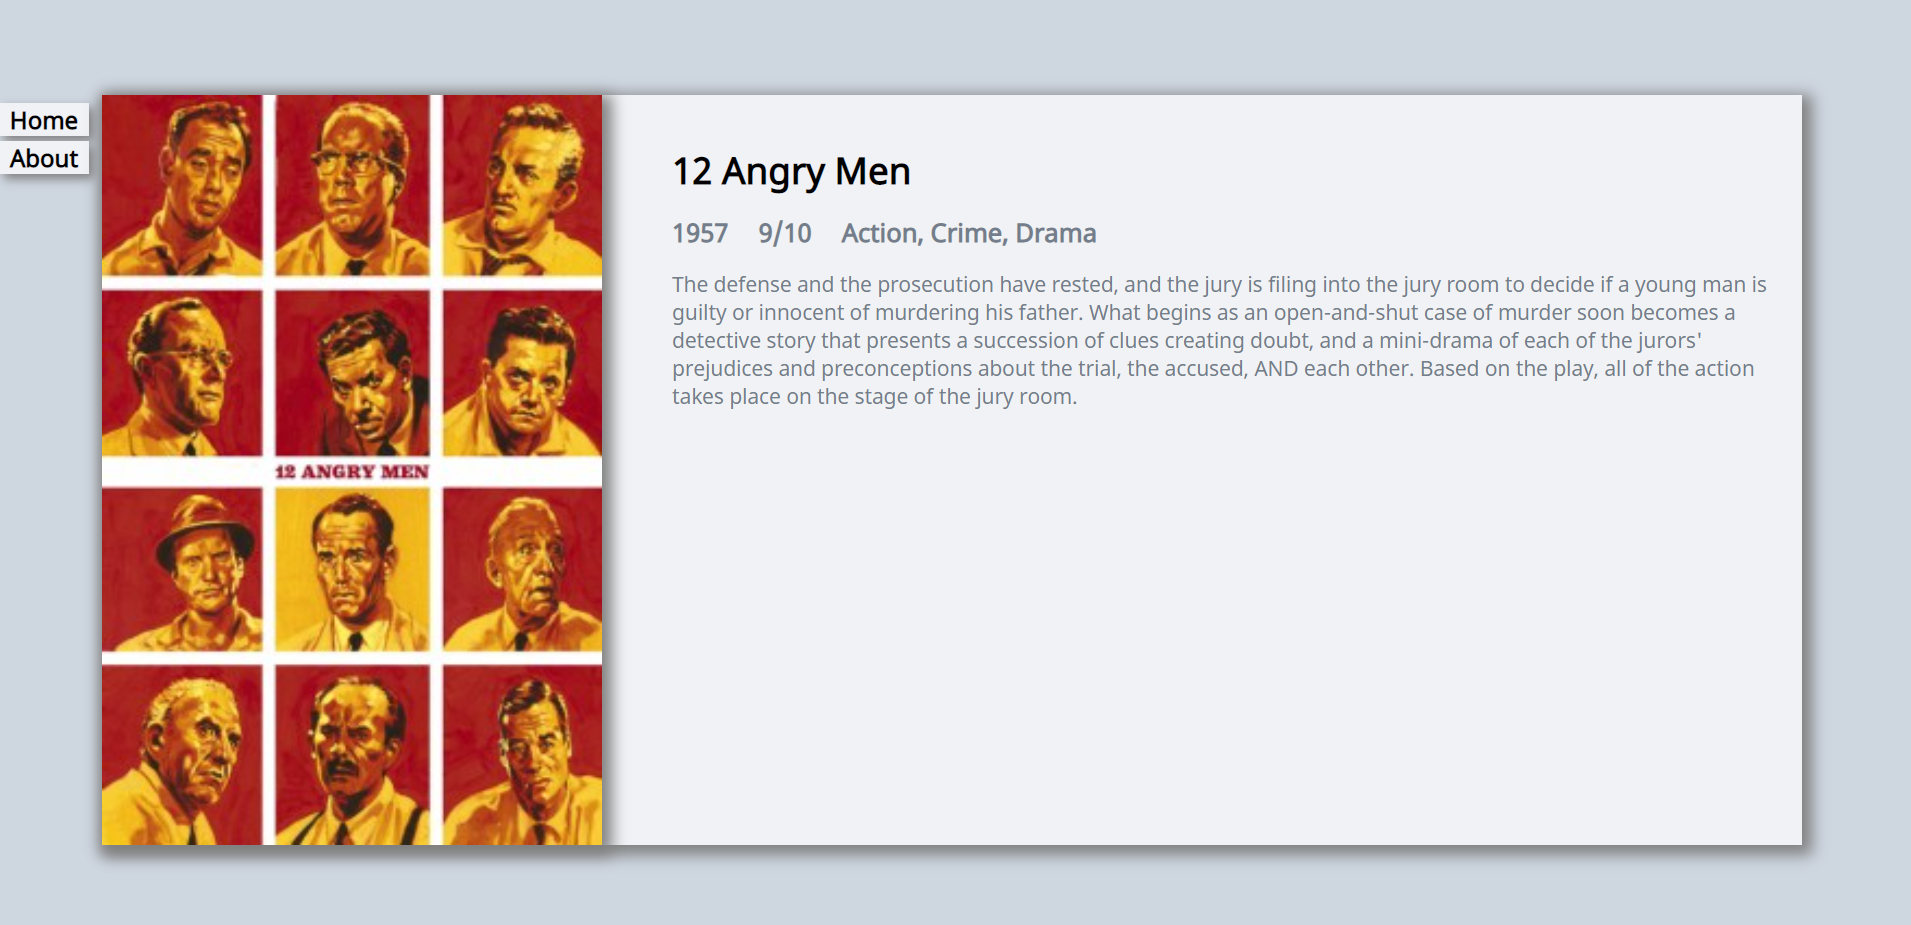 Home
About
12 Angry Men
1957 9/10 Action, Crime, Drama
The defense and the prosecution have rested, and the jury is filing into the jury room to decide if a young man is
guilty or innocent of murdering his father. What begins as an open-and-shut case of murder soon becomes a
detective story that presents a succession of clues creating doubt, and a mini-drama of each of the jurors'
prejudices and preconceptions about the trial, the accused, AND each other. Based on the play, all of the action
takes place on the stage of the jury room.
12 ANGRY MEN